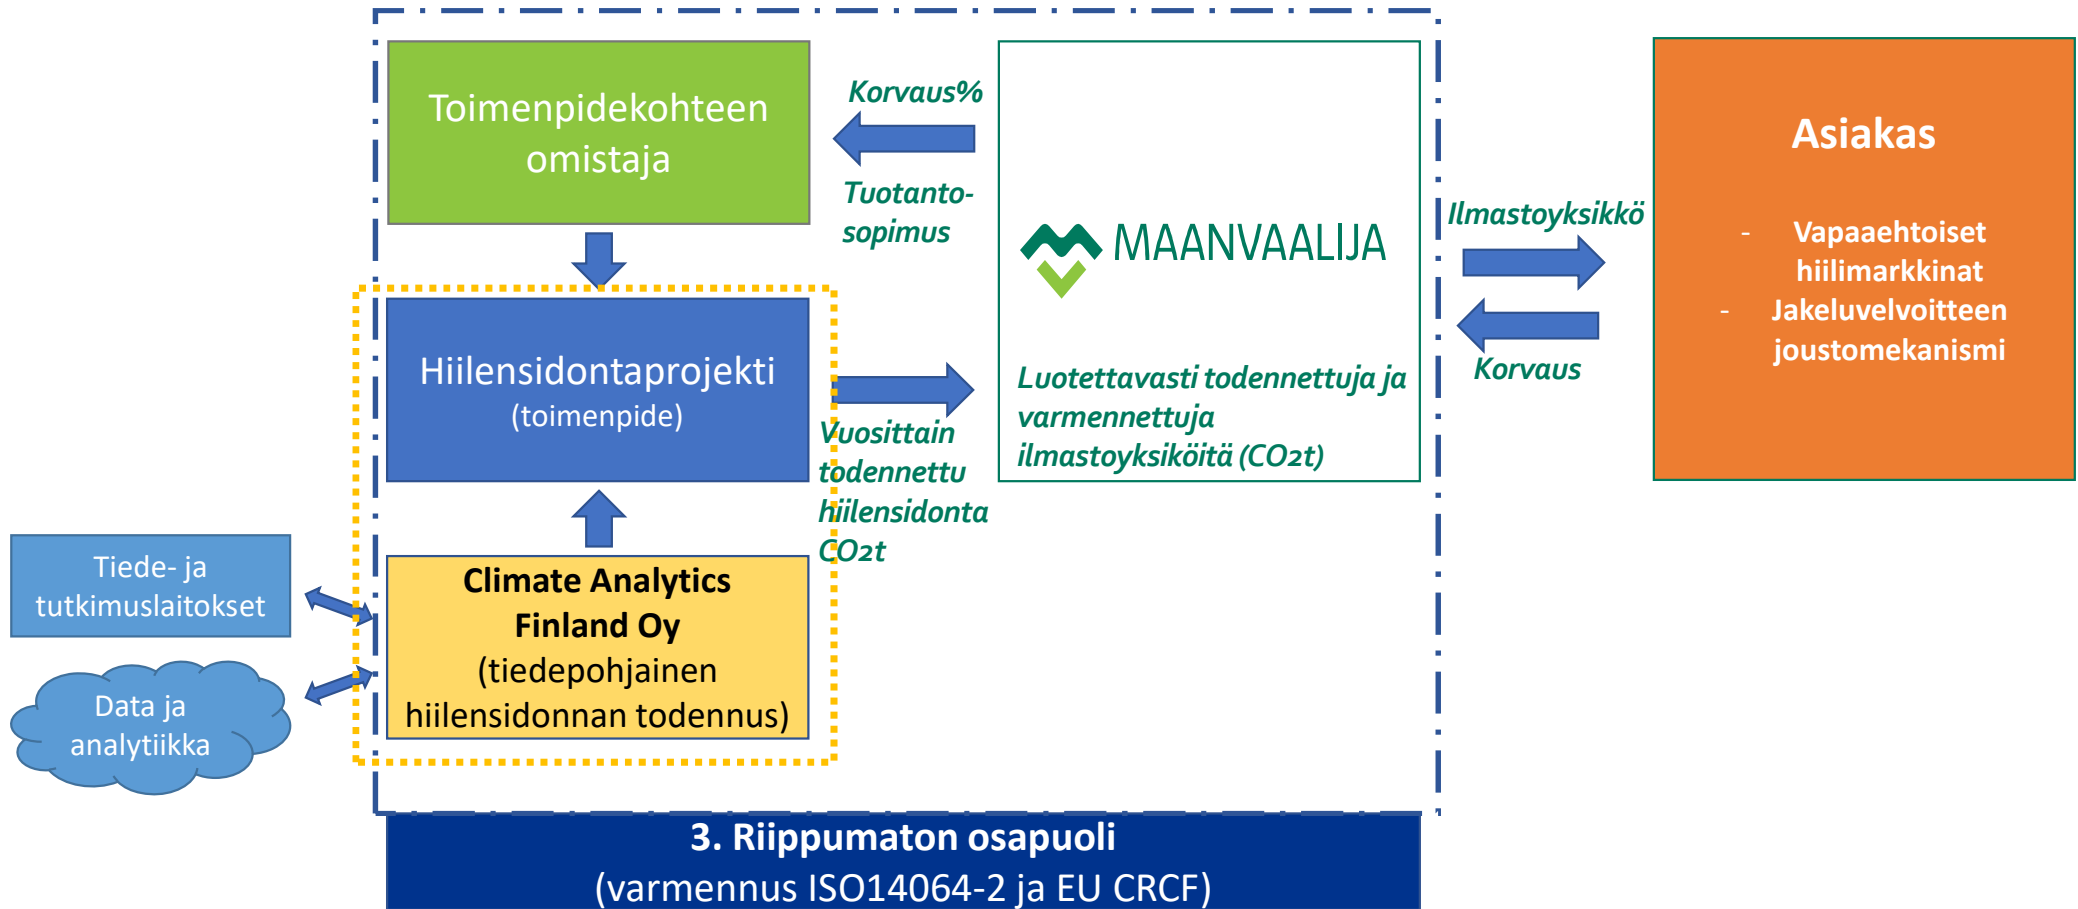 Toimenpidekohteen
omistaja
Korvaus%
Tuotanto-
sopimus
MAANVAALIJA
Luotettavasti todennettuja ja
varmennettuja
ilmastoyksiköitä (CO2t)
Ilmastoyksikkö
Korvaus
Asiakas
- Vapaaehtoiset
hiilimarkkinat
- Jakeluvelvoitteen
joustomekanismi
Hiilensidontaprojekti
(toimenpide)
Vuosittain
todennettu
hiilensidonta
CO2t
Tiede- ja
tutkimuslaitokset
Data ja
analytiikka
Climate Analytics
Finland Oy
(tiedepohjainen
hiilensidonnan todennus)
3. Riippumaton osapuoli
(varmennus ISO14064-2 ja EU CRCF)